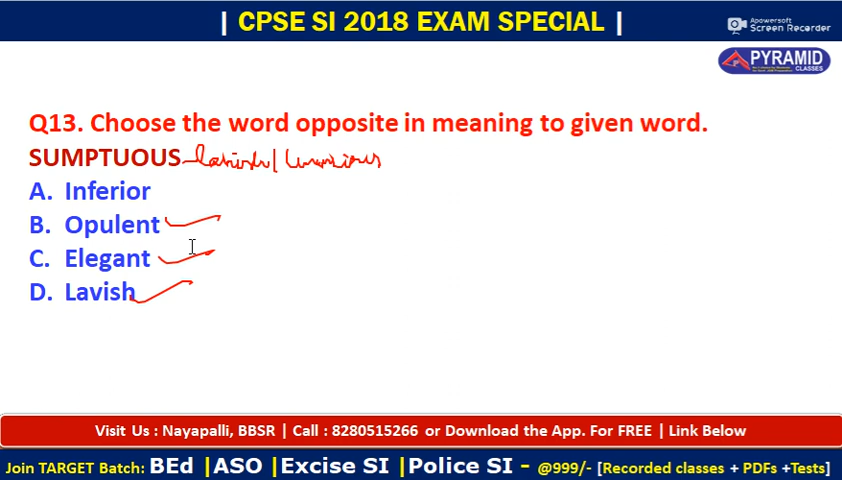 | CPSE SI 2018 EXAM SPECIAL |
Apowersoft
Screen Recorder
PYRAMID
CLASSES
Q13. Choose the word opposite in meaning to given word.
SUMPTUOUS lavish/ luxurious
A. Inferior
B. Opulent
C. Elegant
D. Lavish
Visit Us : Nayapalli, BBSR | Call : 8280515266 or Download the App. For FREE | Link Below
Join TARGET Batch: BEd |ASO |Excise SI |Police SI - @999/- [Recorded classes + PDFs +Tests]